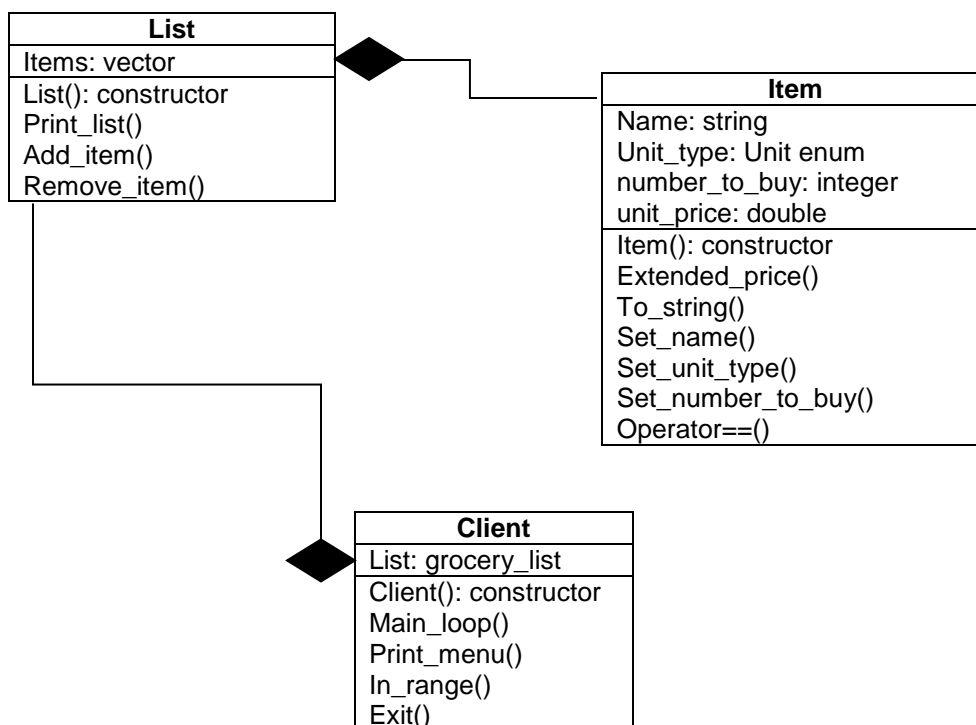 List
Items: vector
List(): constructor
Print_list()
Add_item()
Remove_item()
Item
Name: string
Unit_type: Unit enum
number_to_buy: integer
unit_price: double
Item(): constructor
Extended_price()
To_string()
Set_name()
Set_unit_type()
Set_number_to_buy()
Operator==()
Client
List: grocery_list
Client(): constructor
Main_loop()
Print_menu()
In_range()
Exit()